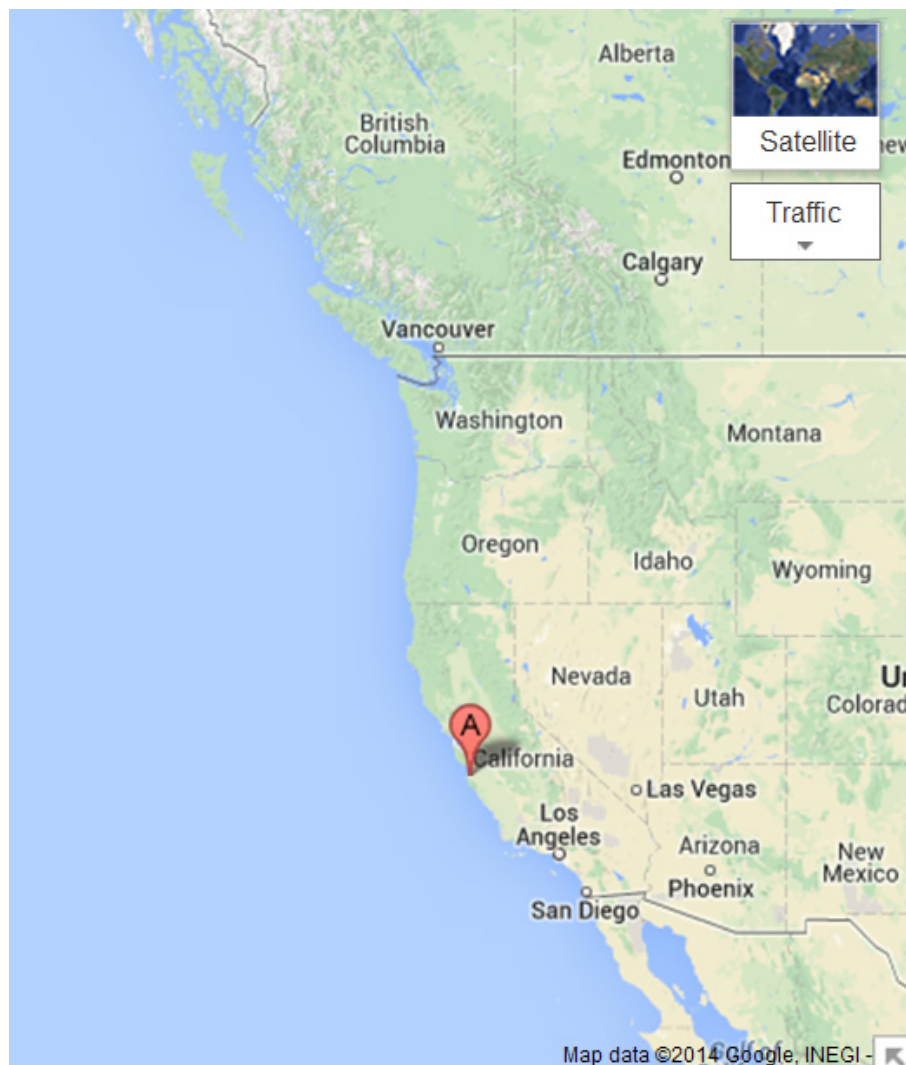 Alberta
Satellite
British
Columbia
Edmonton
Traffic
Calgary
Vancouver
Washington
Montana
Oregon
Idaho
Wyoming
Nevada
Utah
Colorad
A
California
Las Vegas
Los
Angeles
Arizona
New
Mexico
Phoenix
San Diego
Map data ©2014 Google, INEGI -